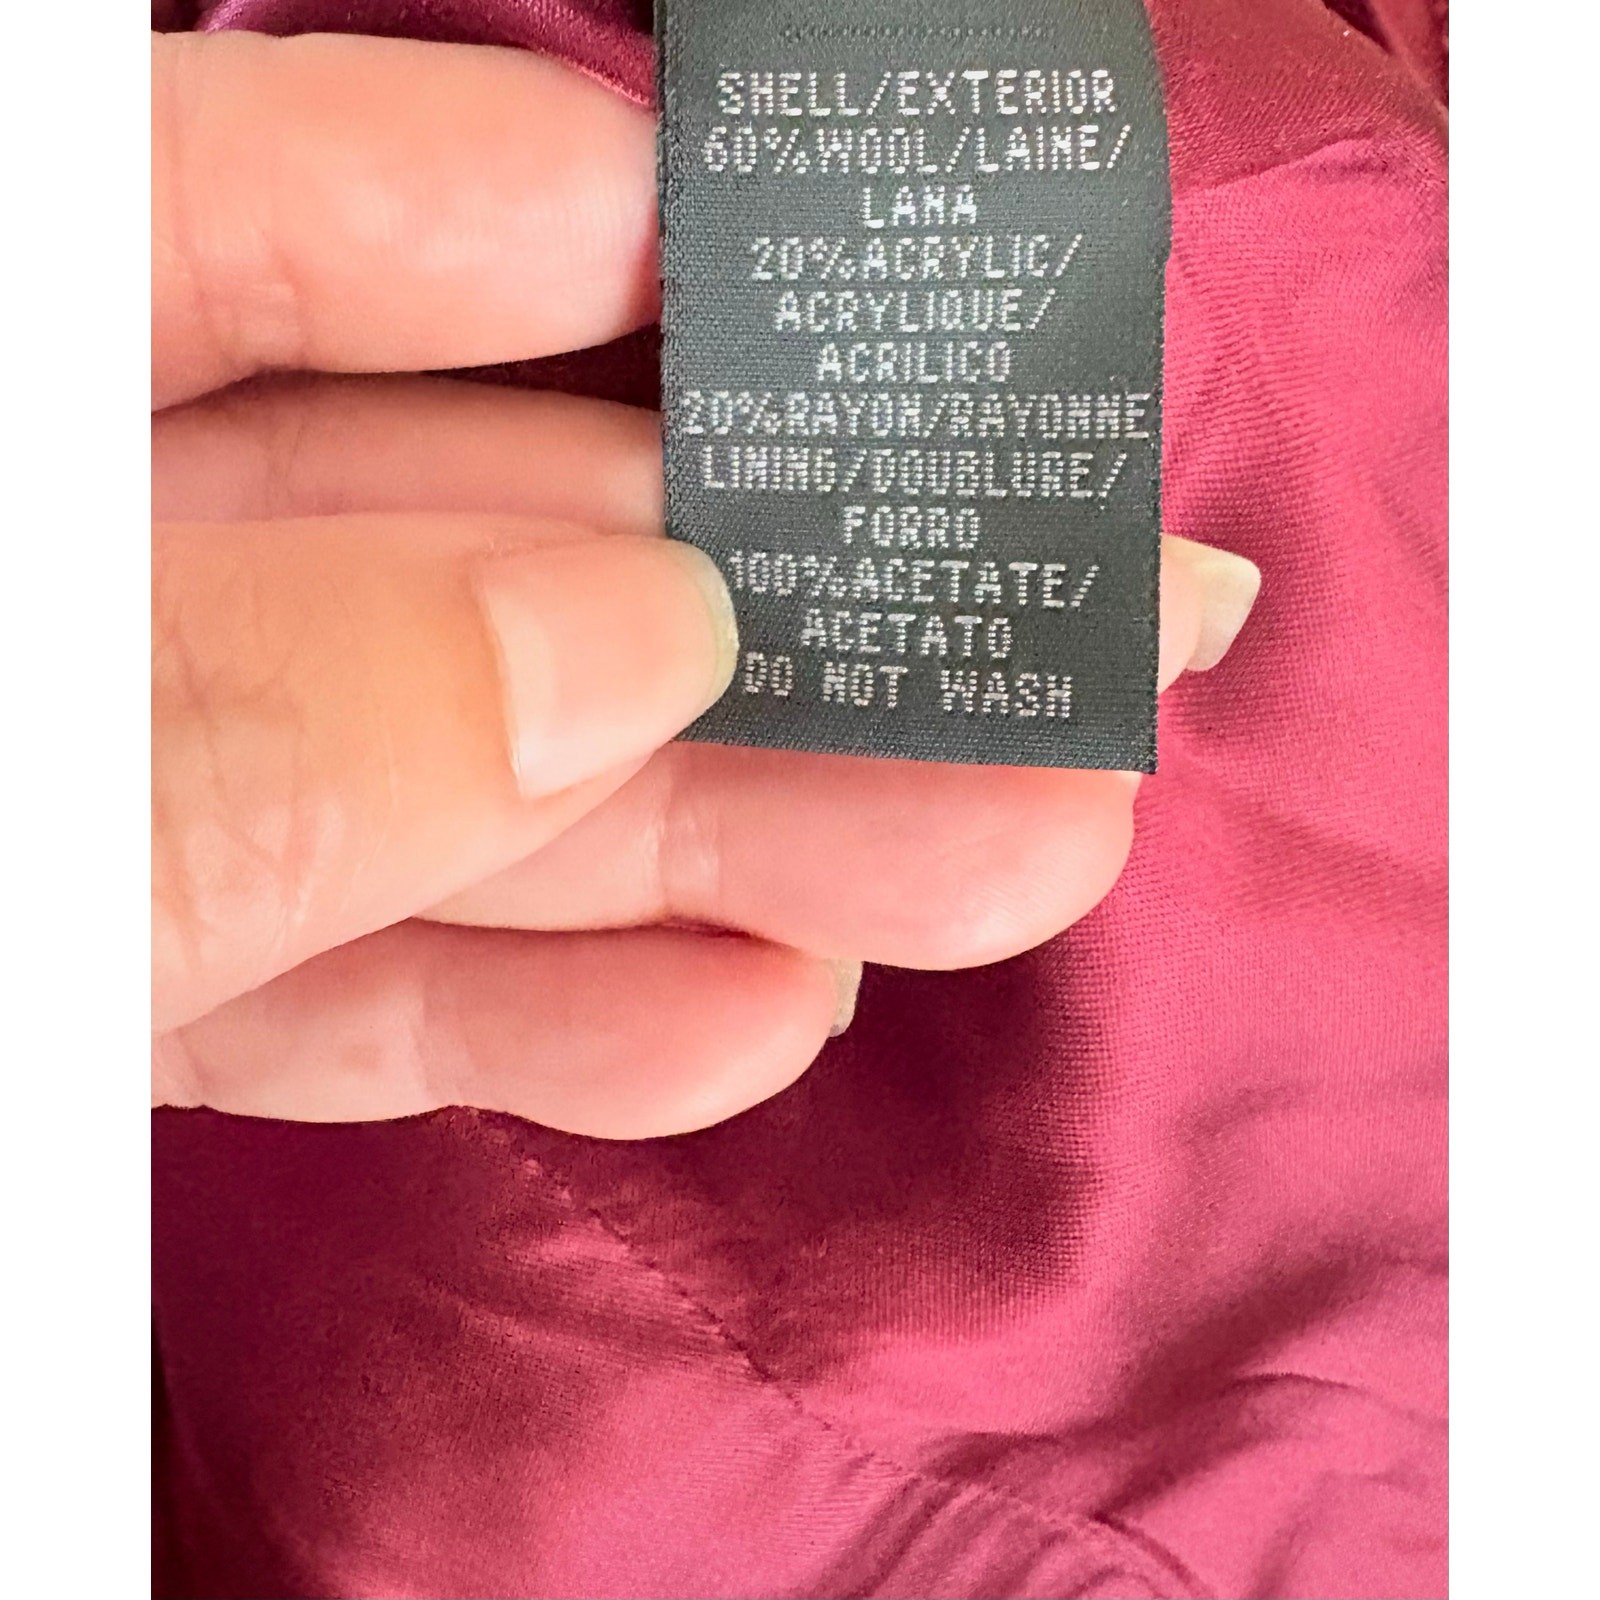 SHELL/EXTERIOR
60%WOOL/LAINE/
LANA
20%ACRYLIC/
ACRYLIQUE/
ACRILICO
20%RAYON/RAYONNE
LINING/DOUBLURE/
FORRO
100%ACETATE/
ACETATO
DO NOT WASH